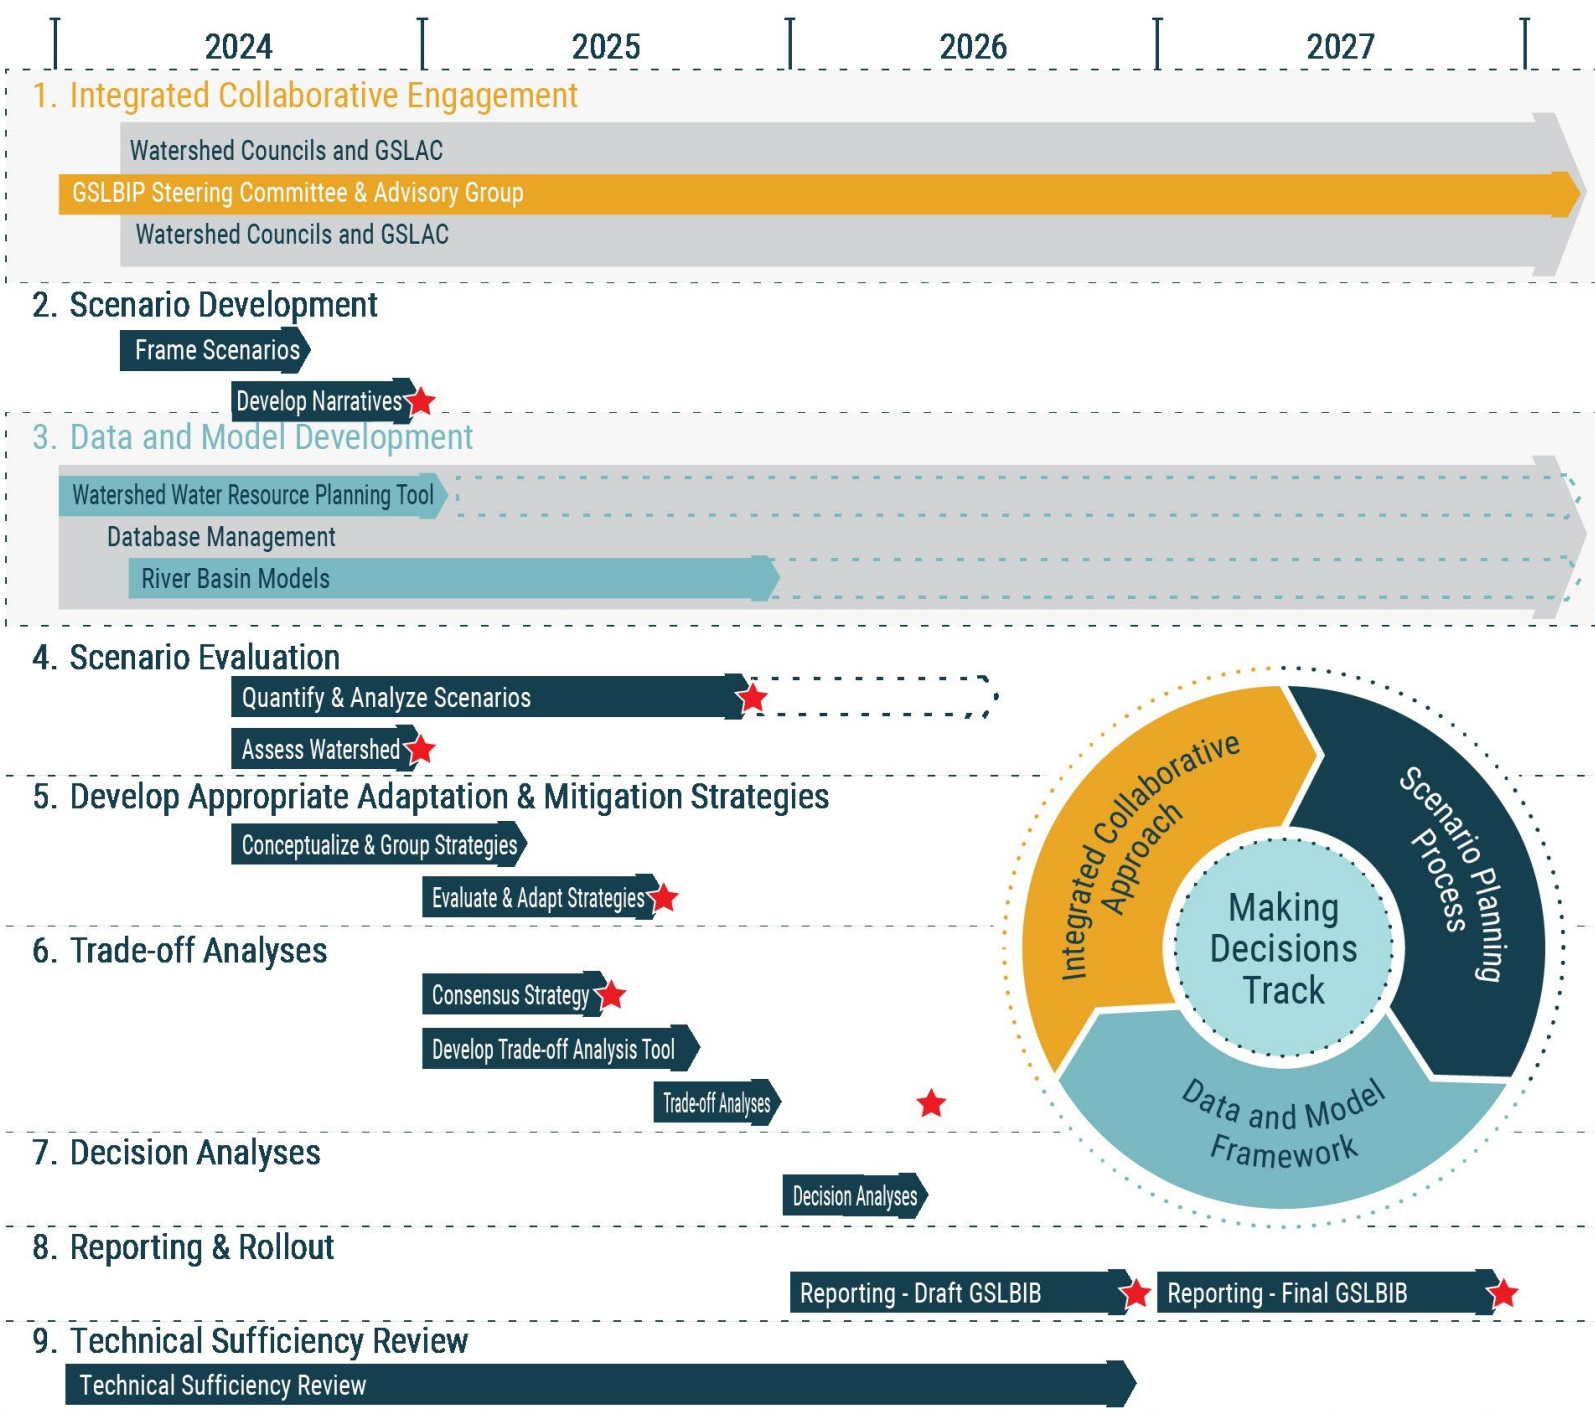 2024 2025 2026 2027
1. Integrated Collaborative Engagement
Watershed Councils and GSLAC
GSLBIP Steering Committee & Advisory Group
Watershed Councils and GSLAC
2. Scenario Development
Frame Scenarios
Develop Narratives
3. Data and Model Development
Watershed Water Resource Planning Tool
Database Management
River Basin Models
4. Scenario Evaluation
Quantify & Analyze Scenarios
Assess Watershed
5. Develop Appropriate Adaptation & Mitigation Strategies
Conceptualize & Group Strategies
Evaluate & Adapt Strategies
6. Trade-off Analyses
Consensus Strategy
Develop Trade-off Analysis Tool
Trade-off Analyses
7. Decision Analyses
Decision Analyses
8. Reporting & Rollout
Reporting - Draft GSLBIB
Reporting - Final GSLBIB
9. Technical Sufficiency Review
Technical Sufficiency Review
Integrated Collaborative
Approach
Scenario Planning
Process
Making
Decisions
Track
Data and Model
Framework